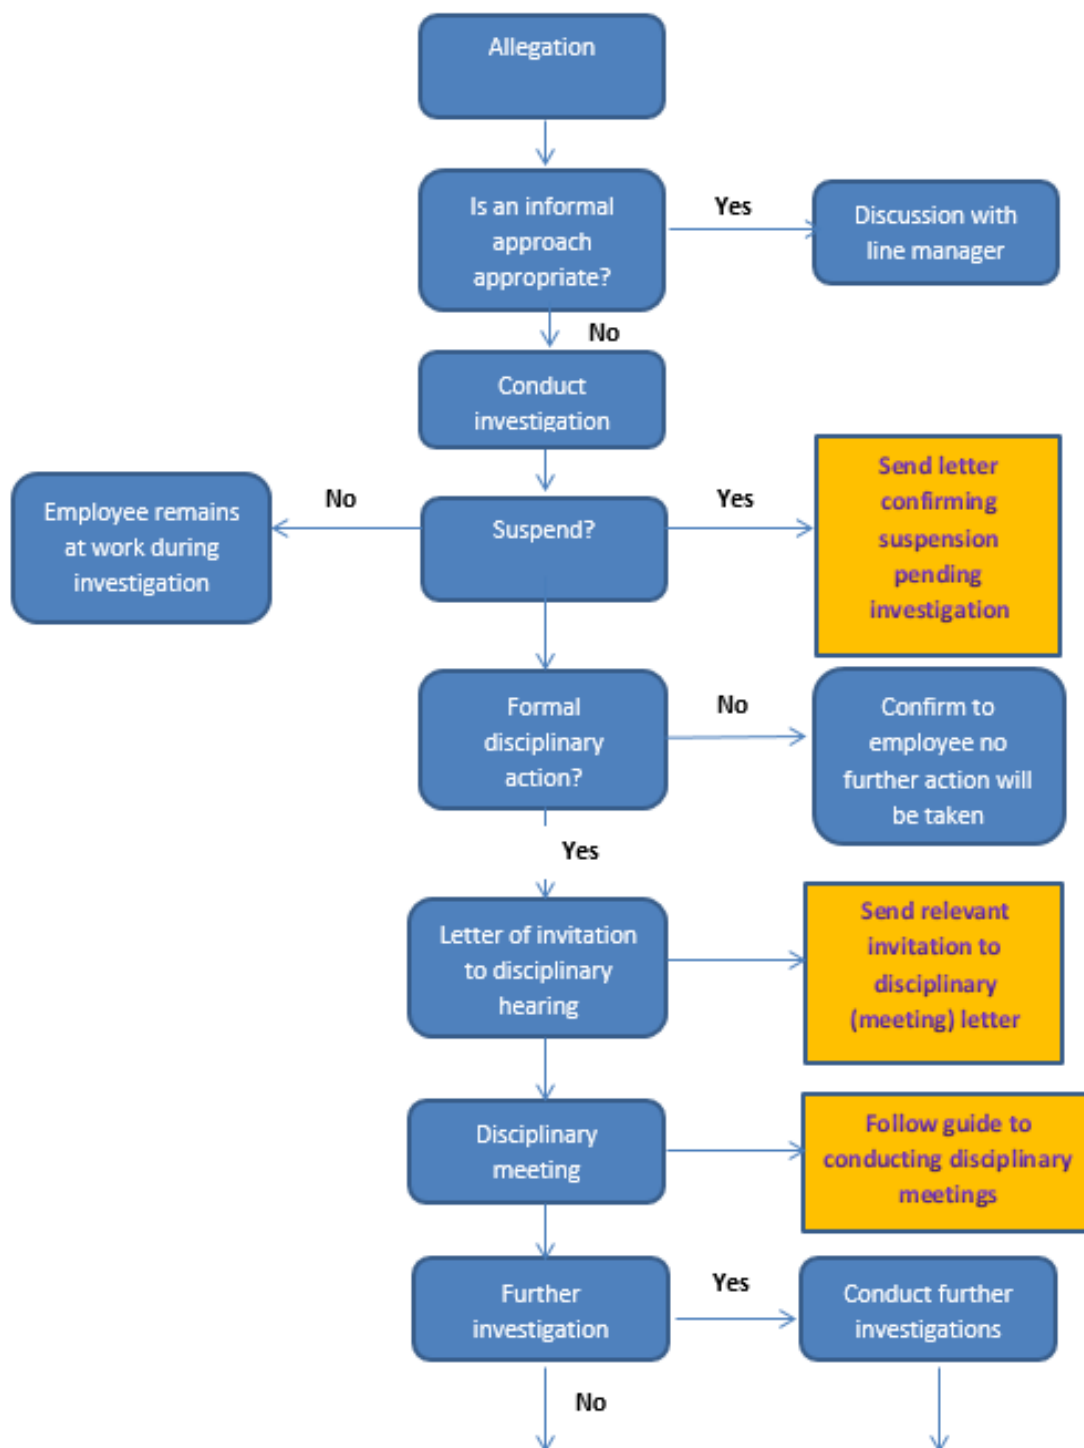 Allegation
Is an informal
approach
appropriate?
Yes
Discussion with
line manager
No
Conduct
investigation
Employee remains
at work during
investigation
No
Suspend?
Yes
Send letter
confirming
suspension
pending
investigation
Formal
disciplinary
action?
No
Confirm to
employee no
further action will
be taken
Yes
Letter of invitation
to disciplinary
hearing
Send relevant
invitation to
disciplinary
(meeting) letter
Disciplinary
meeting
Follow guide to
conducting disciplinary
meetings
Further
investigation
Yes
Conduct further
investigations
No